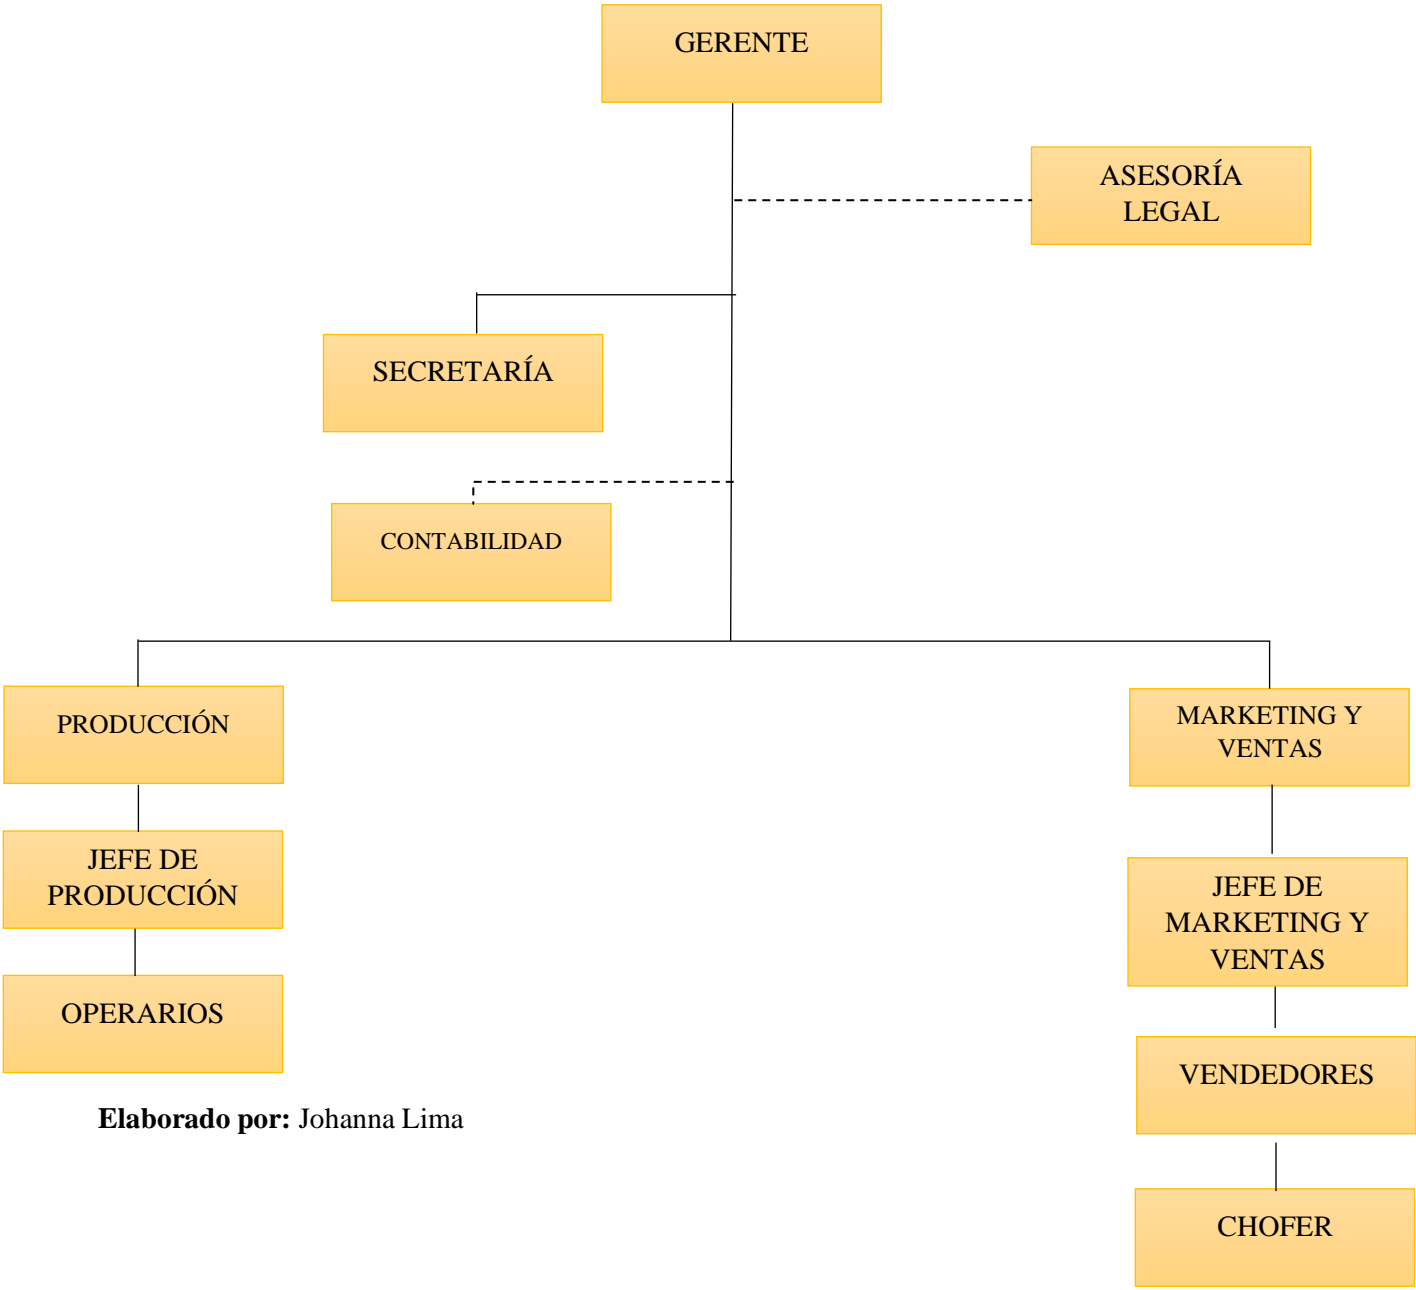 GERENTE
ASESORÍA
LEGAL
SECRETARÍA
CONTABILIDAD
PRODUCCIÓN
MARKETING Y
VENTAS
JEFE DE
PRODUCCIÓN
JEFE DE
MARKETING Y
VENTAS
OPERARIOS
VENDEDORES
Elaborado por: Johanna Lima
CHOFER